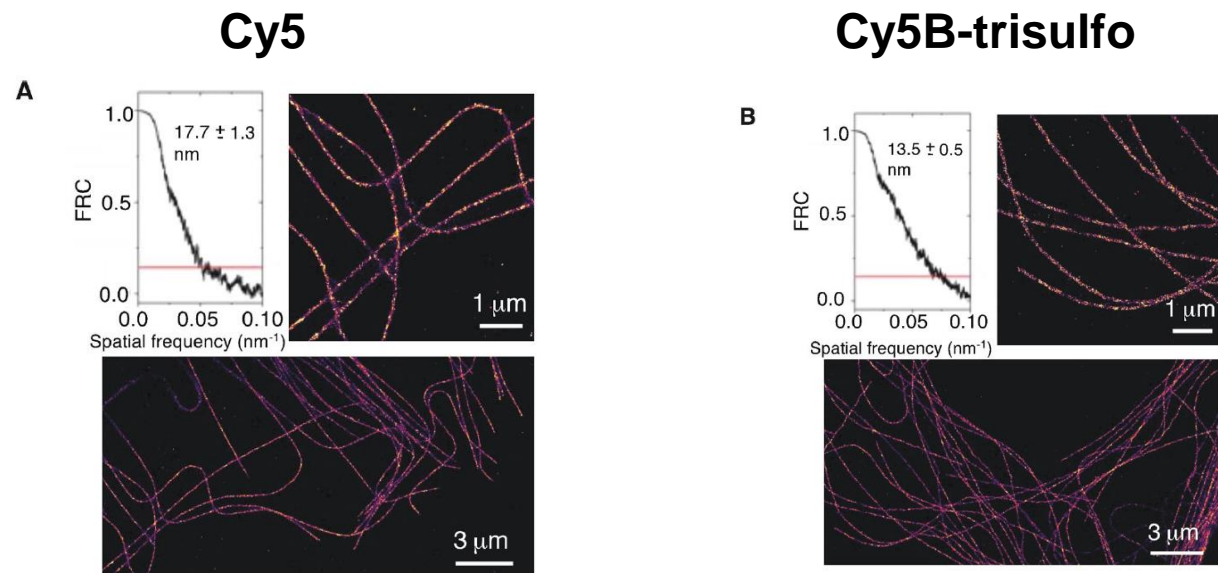 Cy5
Cy5B-trisulfo
A
1.0
0.5
0.0
FRC
17.7 ± 1.3
nm
0.0 0.05 0.10
Spatial frequency (nm-1)
1 μm
3 μm
B
1.0
0.5
0.0
FRC
13.5 ± 0.5
nm
0.0 0.05 0.10
Spatial frequency (nm-1)
1 μm
3 μm